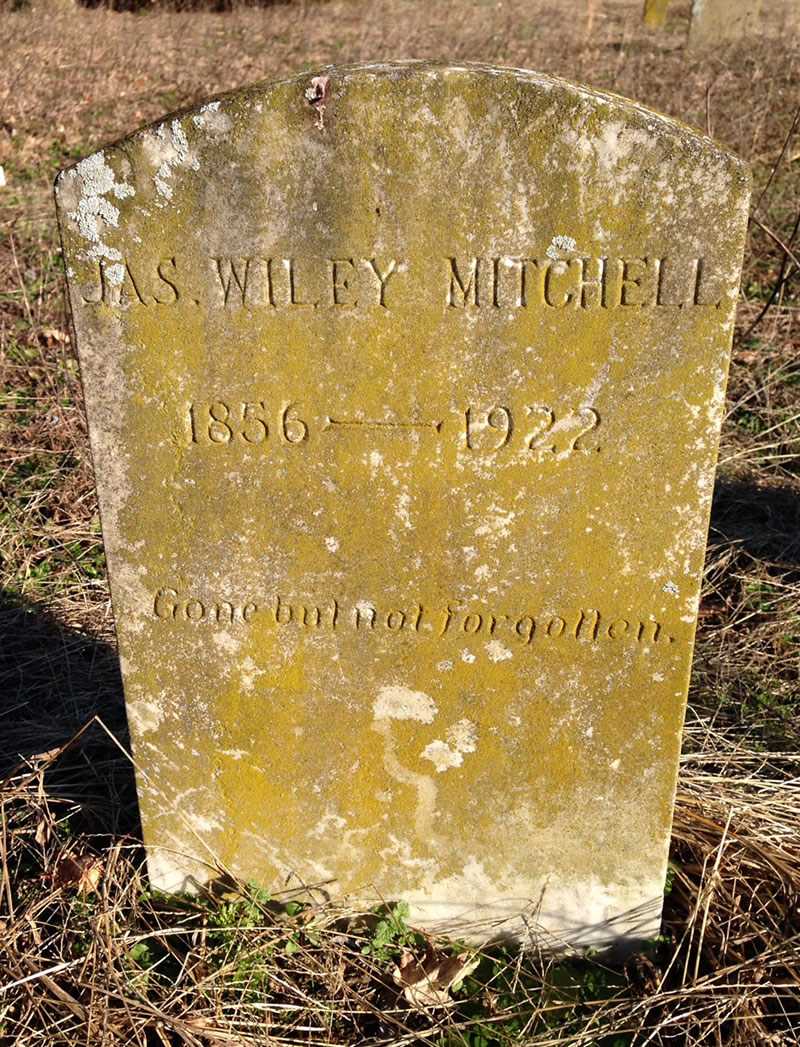 JAS. WILEY MITCHELL
1856 — 1922
Gone but not forgotten.